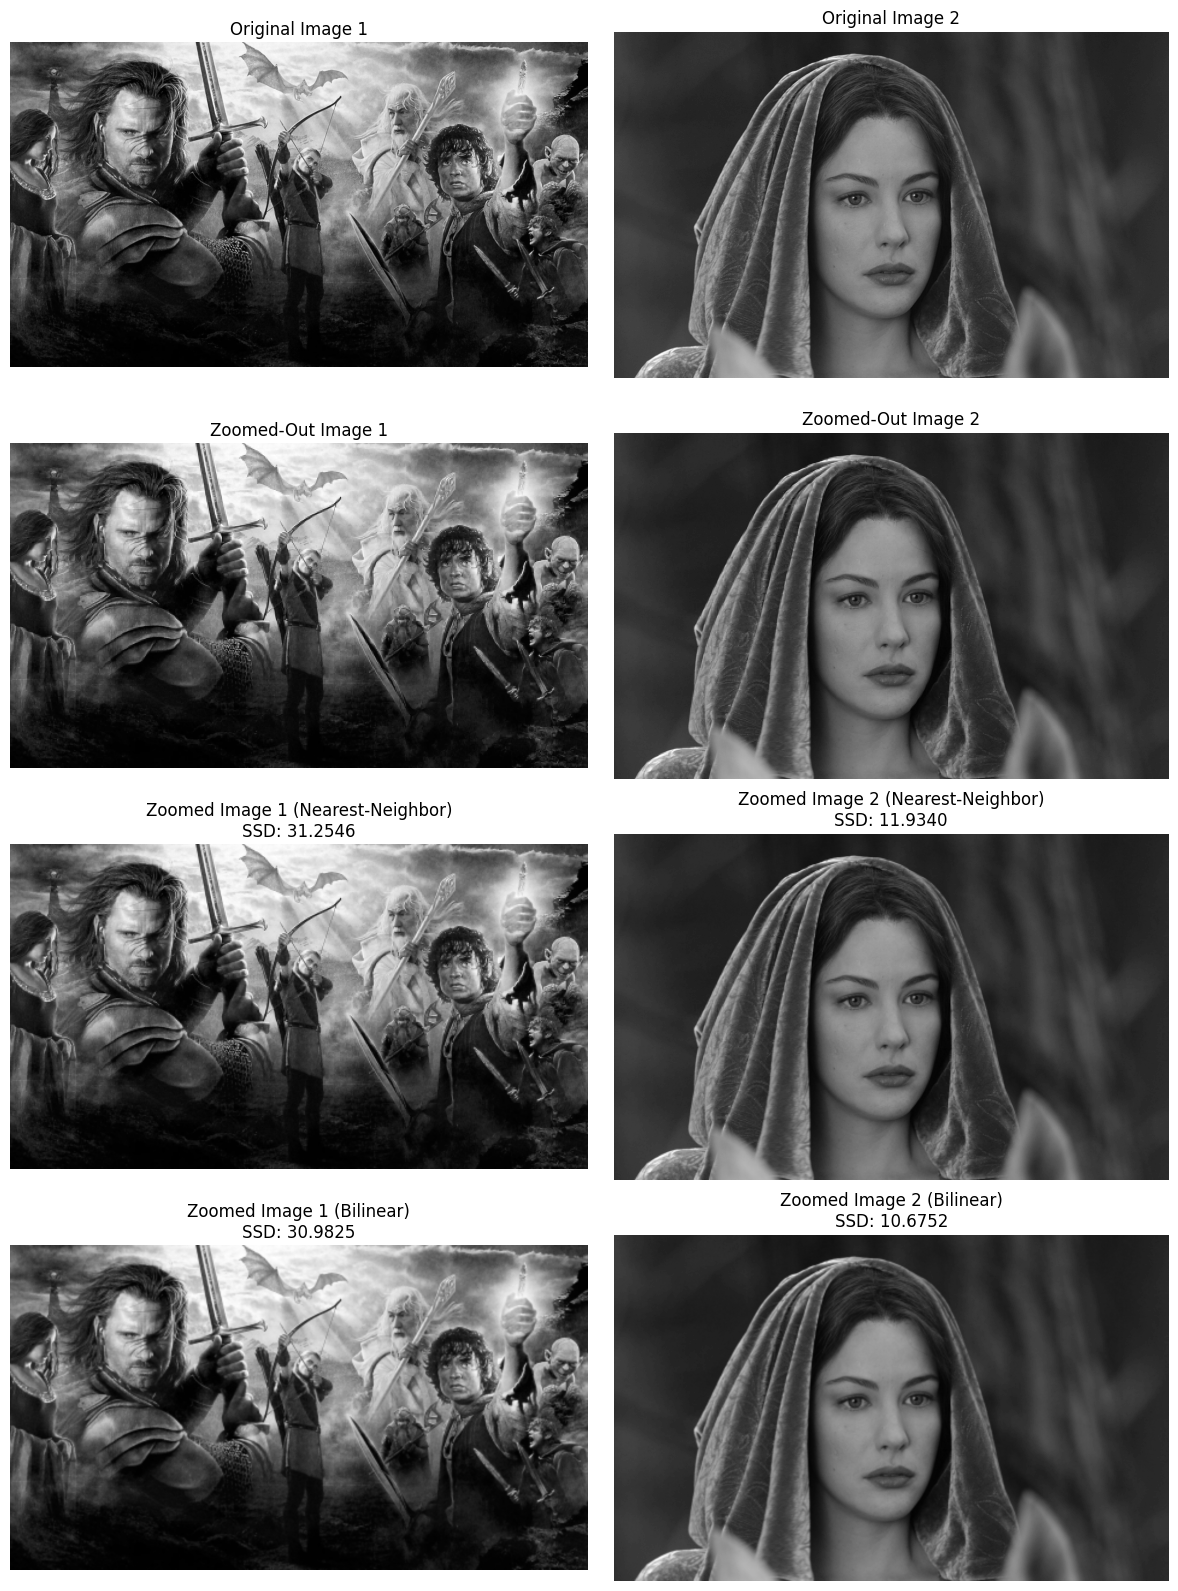 Original Image 1
Original Image 2
Zoomed-Out Image 1
Zoomed-Out Image 2
Zoomed Image 1 (Nearest-Neighbor)
SSD: 31.2546
Zoomed Image 2 (Nearest-Neighbor)
SSD: 11.9340
Zoomed Image 1 (Bilinear)
SSD: 30.9825
Zoomed Image 2 (Bilinear)
SSD: 10.6752